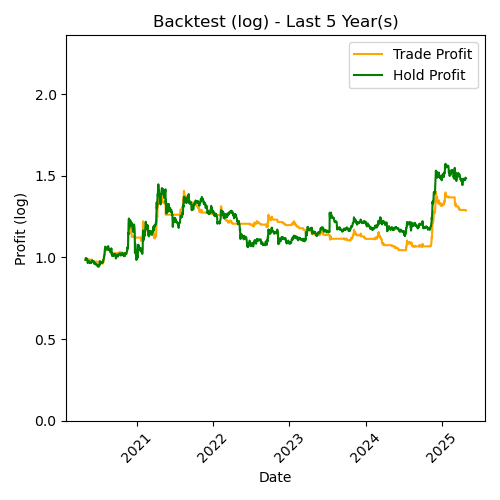 Backtest (log) - Last 5 Year(s)
Trade Profit
Hold Profit
Profit (log)
2.0
1.5
1.0
0.5
0.0
2021
2022
2023
2024
2025
Date